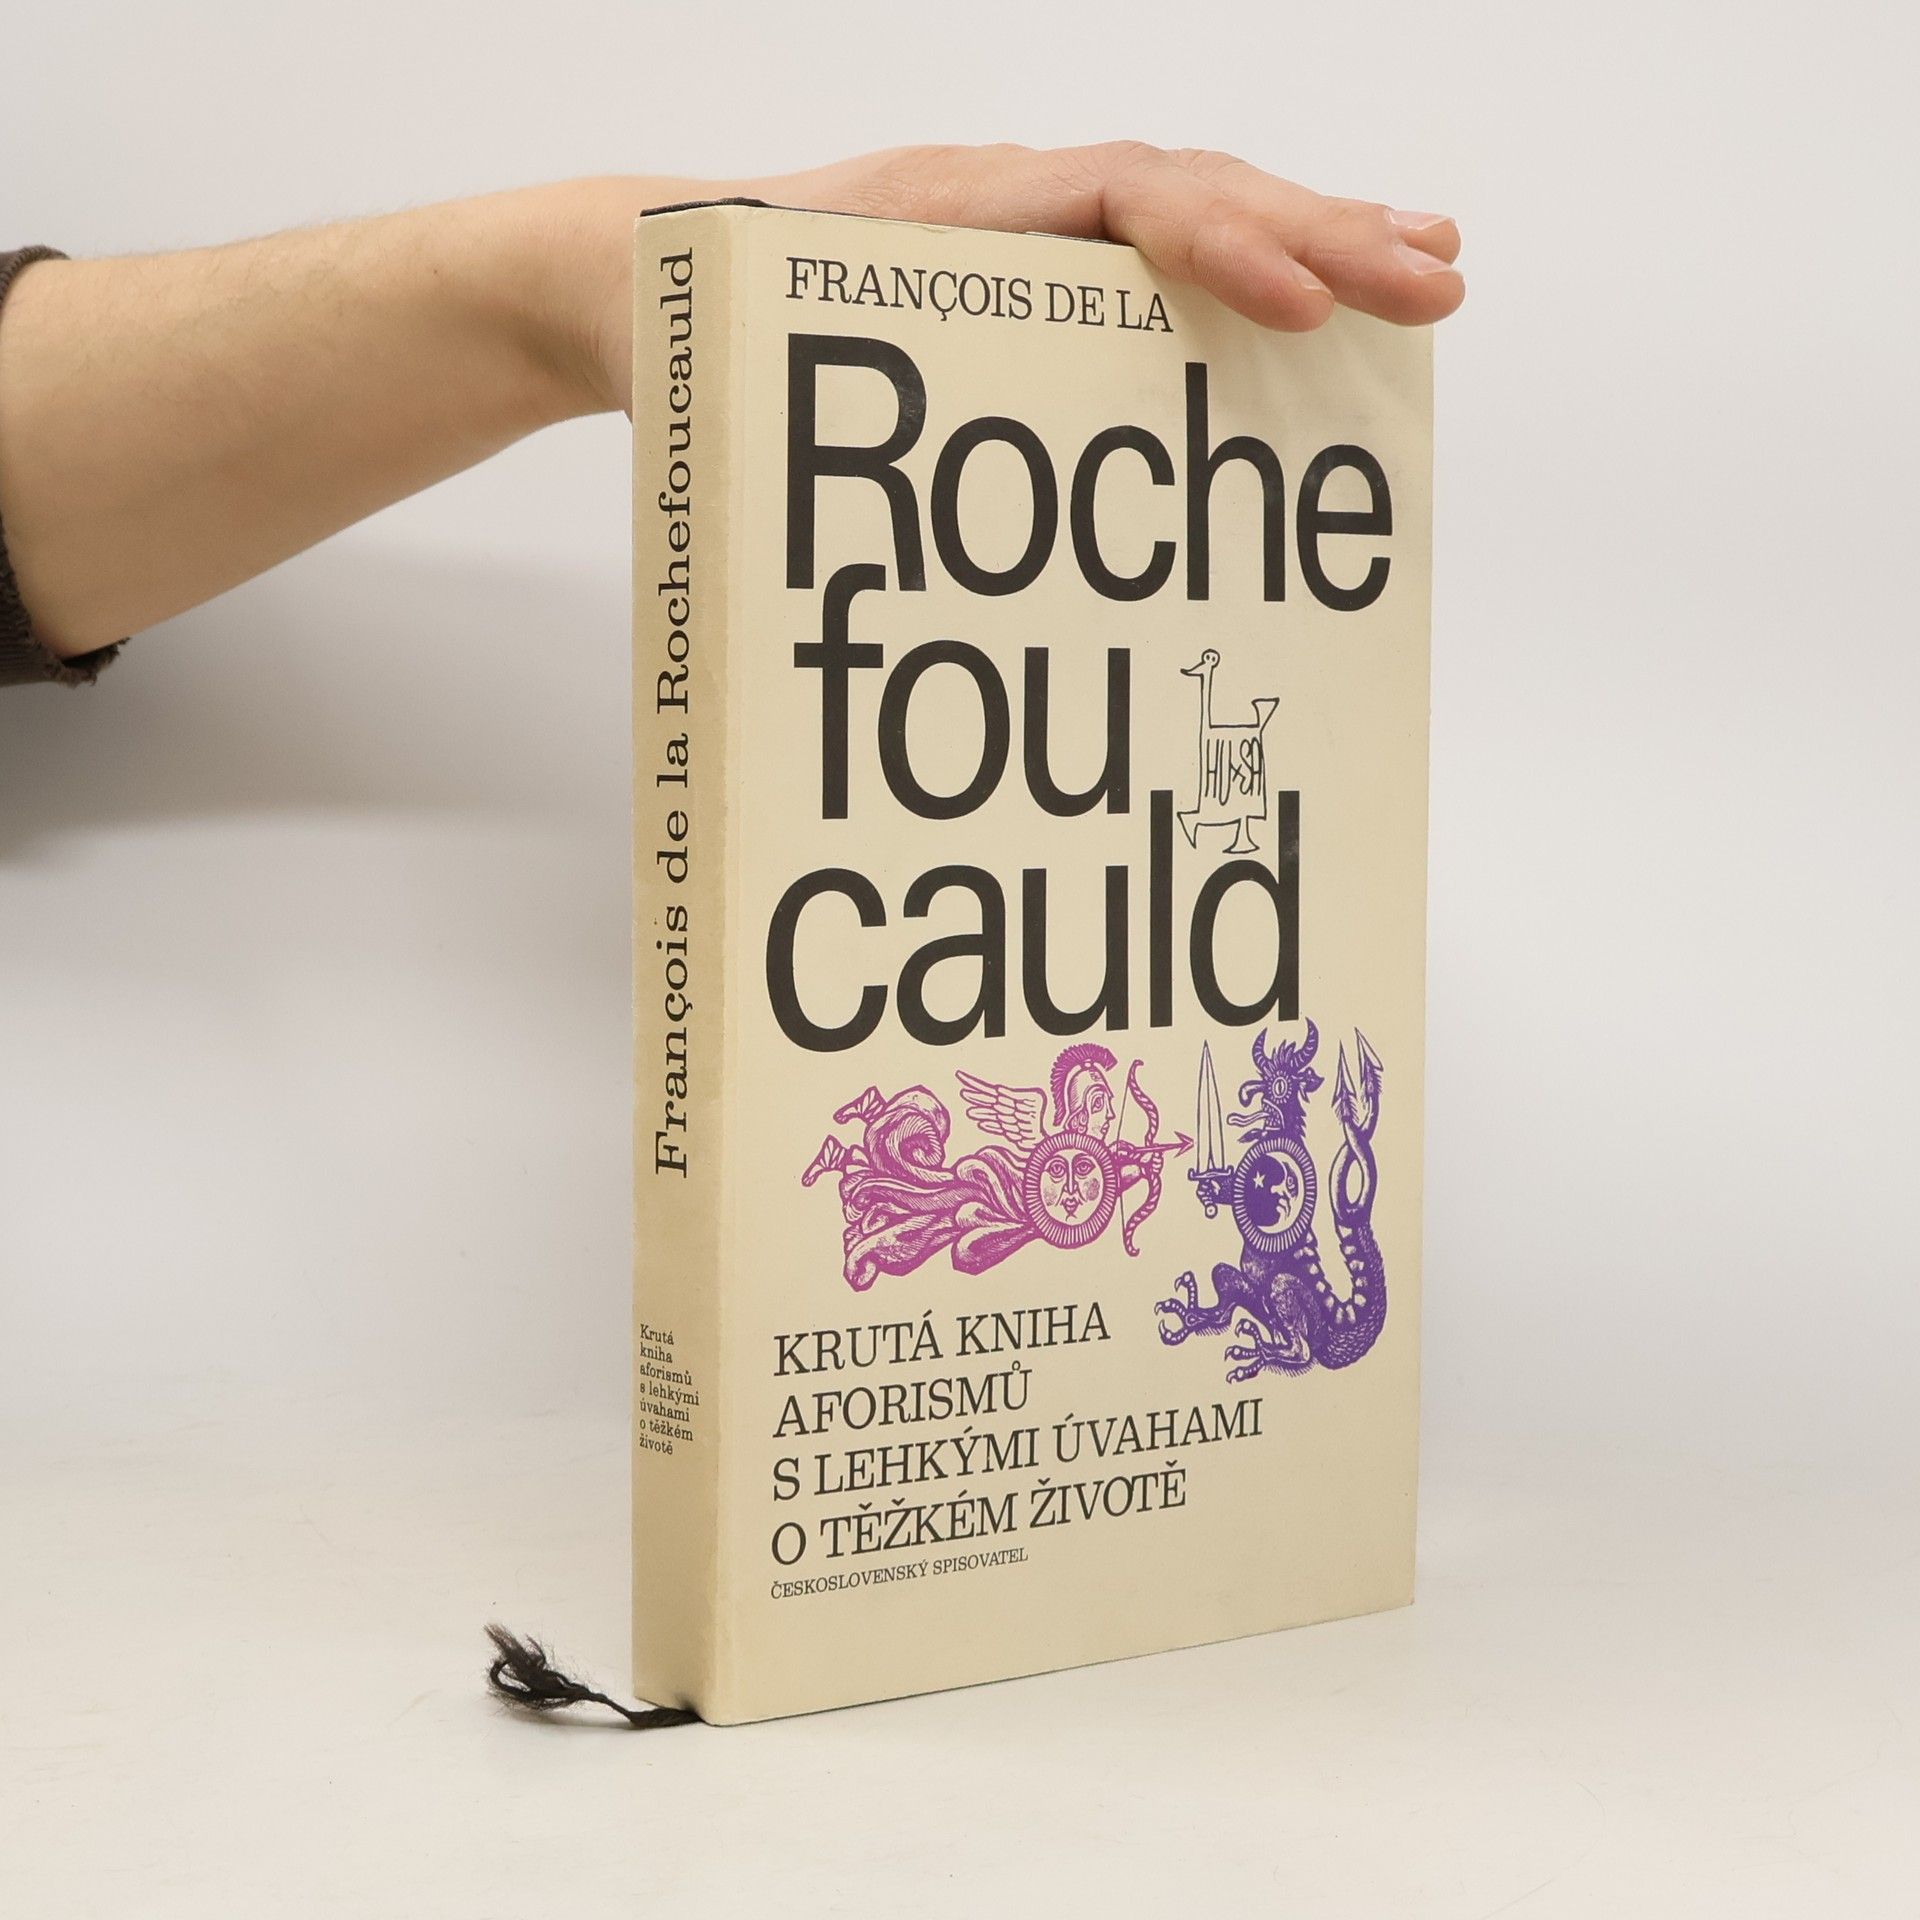 François de la Rochefoucauld
Krutá
kniha
aforismů
s lehkými
úvahami
o těžkém
životě
FRANÇOIS DE LA
Roche
fou
cauld
HUSA
KRUTÁ KNIHA
AFORISMŮ
S LEHKÝMI ÚVAHAMI
O TĚŽKÉM ŽIVOTĚ
ČESKOSLOVENSKÝ SPISOVATEL